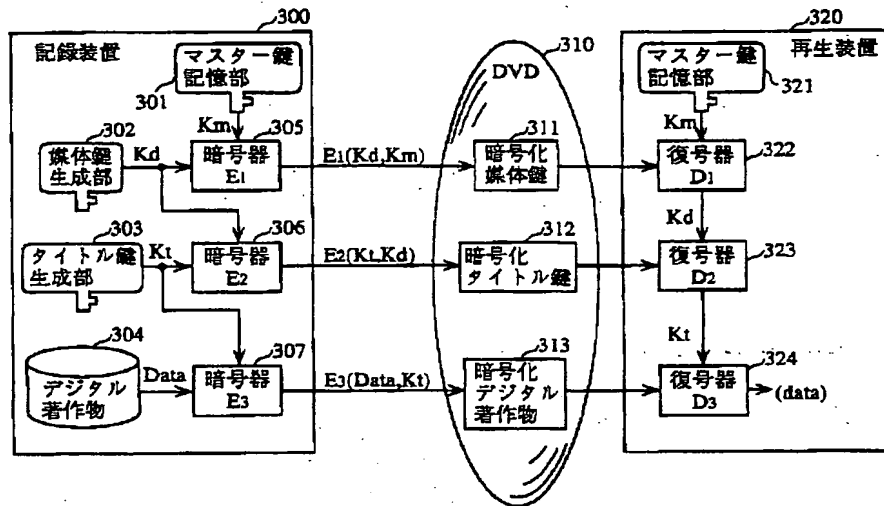 300
記録装置
マスター鍵
記憶部
301
302
Km
305
媒体鍵
生成部
Kd
暗号器
E1
E1(Kd,Km)
303
306
タイトル鍵
生成部
Kt
暗号器
E2
E2(Kt,Kd)
304
307
デジタル
著作物
Data
暗号器
E3
E3(Data,Kt)
310
DVD
311
暗号化
媒体鍵
312
暗号化
タイトル鍵
313
暗号化
デジタル
著作物
320
再生装置
マスター鍵
記憶部
321
Km
復号器
D1
322
Kd
復号器
D2
323
Kt
324
復号器
D3
(data)